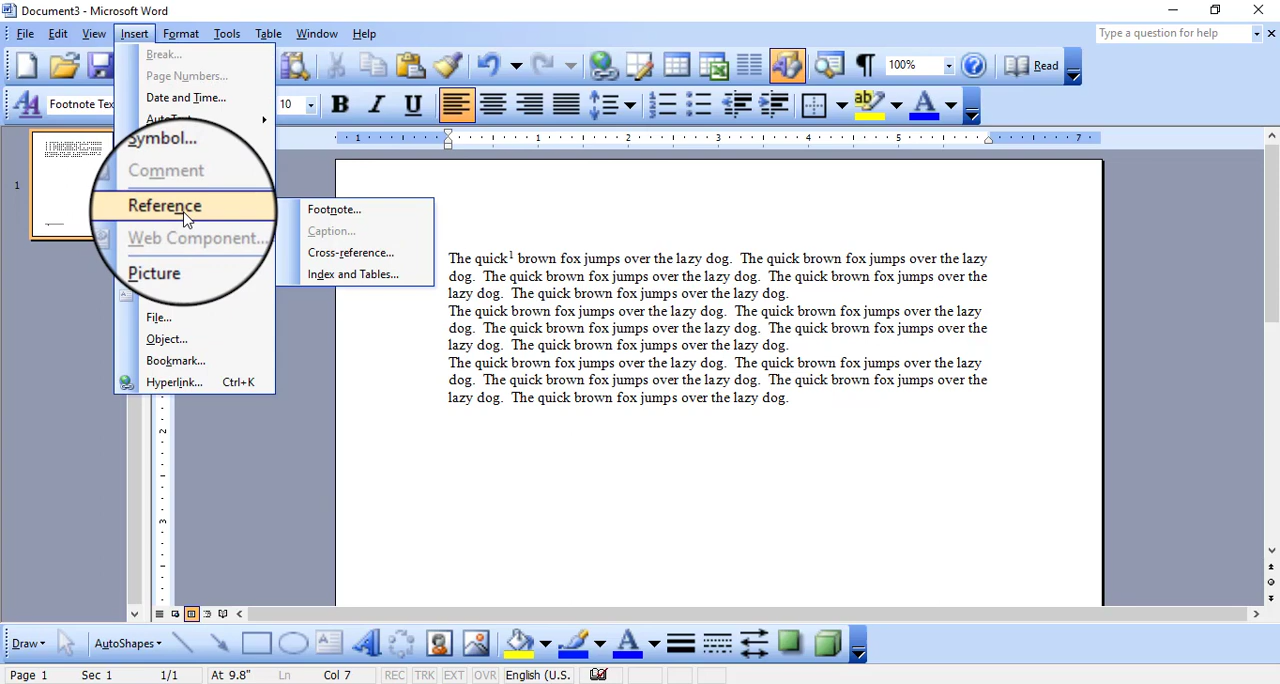 Document3 - Microsoft Word
File Edit View Insert Format Tools Table Window Help
Type a question for help
100%
Read
Footnote Tex
10
B I U
Break...
Page Numbers...
Date and Time...
Symbol...
Comment
Reference
Web Component...
Picture
File...
Object...
Bookmark...
Hyperlink... Ctrl+K
Footnote...
Caption...
Cross-reference...
Index and Tables...
1 1 2 3 4 5 7
1
The quick1 brown fox jumps over the lazy dog. The quick brown fox jumps over the lazy
dog. The quick brown fox jumps over the lazy dog. The quick brown fox jumps over the
lazy dog. The quick brown fox jumps over the lazy dog.
The quick brown fox jumps over the lazy dog. The quick brown fox jumps over the lazy
dog. The quick brown fox jumps over the lazy dog. The quick brown fox jumps over the
lazy dog. The quick brown fox jumps over the lazy dog.
The quick brown fox jumps over the lazy dog. The quick brown fox jumps over the lazy
dog. The quick brown fox jumps over the lazy dog. The quick brown fox jumps over the
lazy dog. The quick brown fox jumps over the lazy dog.
2
3
Draw AutoShapes
Page 1 Sec 1 1/1 At 9.8" Ln Col 7 REC TRK EXT OVR English (U.S.